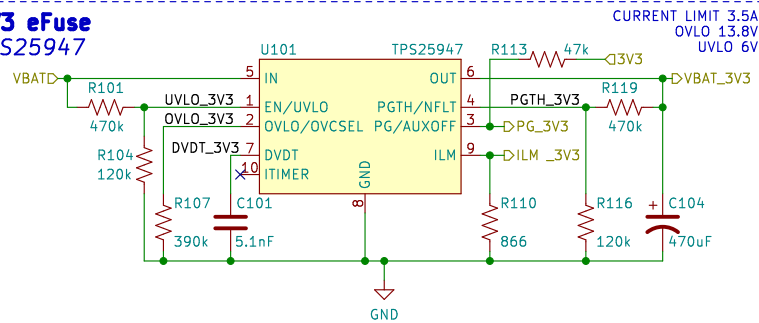 V3 eFuse
S25947
CURRENT LIMIT 3.5A
OVLO 13.8V
UVLO 6V
U101
TPS25947
R113
47k
3V3
VBAT
5
IN
OUT
6
VBAT_3V3
R101
470k
UVLO_3V3
1
EN/UVLO
PGTH/NFLT
4
PGTH_3V3
R119
470k
OVLO_3V3
2
OVLO/OVCSEL
PG/AUXOFF
3
PG_3V3
R104
120k
DVDT_3V3
7
DVDT
ILM
9
ILM _3V3
10
ITIMER
GND
8
R107
390k
C101
5.1nF
R110
866
R116
120k
C104
470uF
GND